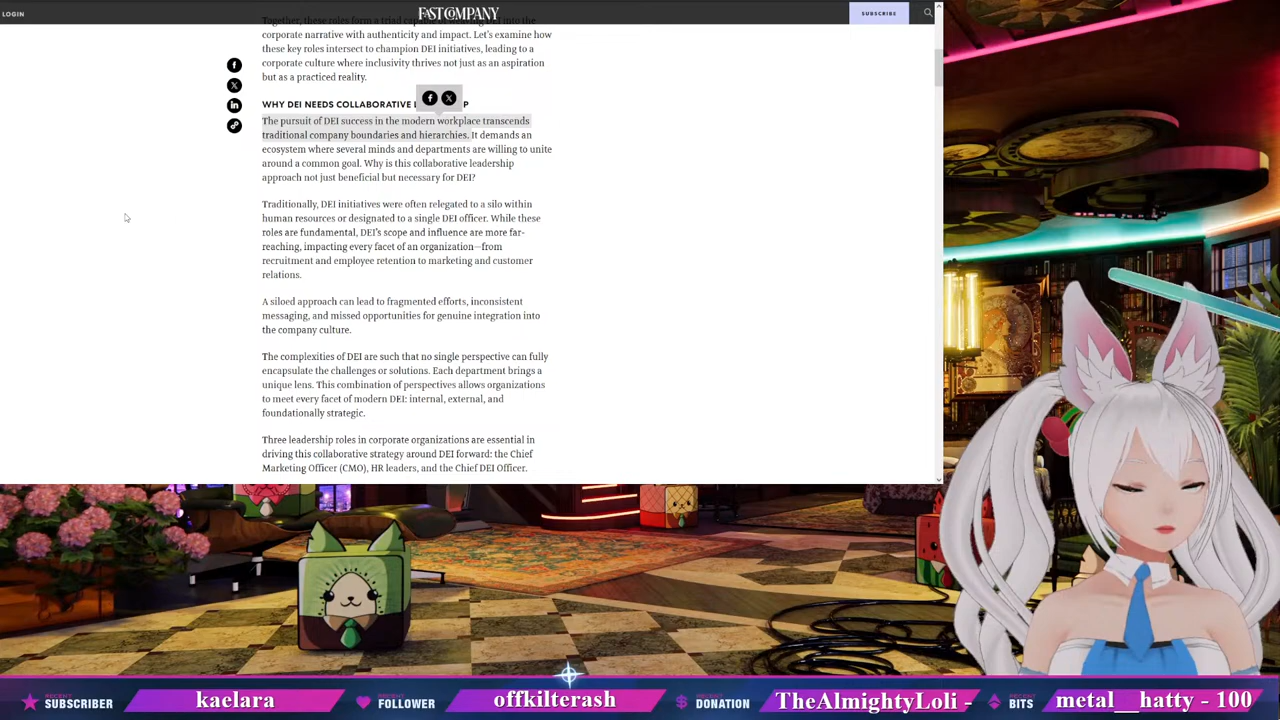 LOGIN
FAST COMPANY
SUBSCRIBE
Together, these roles form a triad
into the
corporate narrative with authenticity and impact. Let's examine how
these key roles intersect to champion DEI initiatives, leading to a
corporate culture where inclusivity thrives not just as an aspiration
but as a practiced reality.
WHY DEI NEEDS COLLABORATIVE L P
The pursuit of DEI success in the modern workplace transcends
traditional company boundaries and hierarchies. It demands an
ecosystem where several minds and departments are willing to unite
around a common goal. Why is this collaborative leadership
approach not just beneficial but necessary for DEI?
Traditionally, DEI initiatives were often relegated to a silo within
human resources or designated to a single DEI officer. While these
roles are fundamental, DEI's scope and influence are more far-
reaching, impacting every facet of an organization—from
recruitment and employee retention to marketing and customer
relations.
A siloed approach can lead to fragmented efforts, inconsistent
messaging, and missed opportunities for genuine integration into
the company culture.
The complexities of DEI are such that no single perspective can fully
encapsulate the challenges or solutions. Each department brings a
unique lens. This combination of perspectives allows organizations
to meet every facet of modern DEI: internal, external, and
foundationally strategic.
Three leadership roles in corporate organizations are essential in
driving this collaborative strategy around DEI forward: the Chief
Marketing Officer (CMO), HR leaders, and the Chief DEI Officer.
RECENT
SUBSCRIBER
kaelara
RECENT
FOLLOWER
offkilterash
RECENT
DONATION
TheAlmightyLoli -
RECENT
BITS
metal__hatty - 100